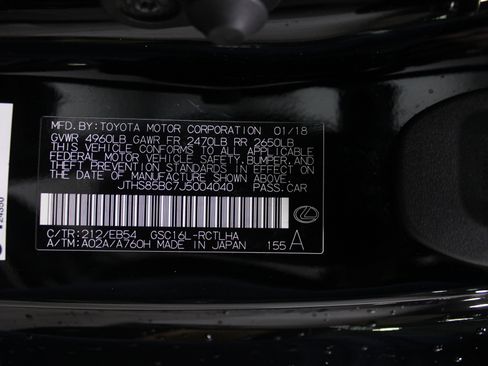 MFD.BY:TOYOTA MOTOR CORPORATION 01/18
GVWR 4960LB GAWR FR 2470LB RR 2650LB
THIS VEHICLE CONFORMS TO ALL APPLICABLE
FEDERAL MOTOR VEHICLE SAFETY, BUMPER, AND
THEFT PREVENTION STANDARDS IN EFFECT ON
THE DATE OF MANUFACTURE SHOWN ABOVE.
JTHS85BC7J5004040 PASS.CAR
C/TR:212/EB54 GSC16L-RCTLHA
A/TM:A02A/A760H MADE IN JAPAN 155 A